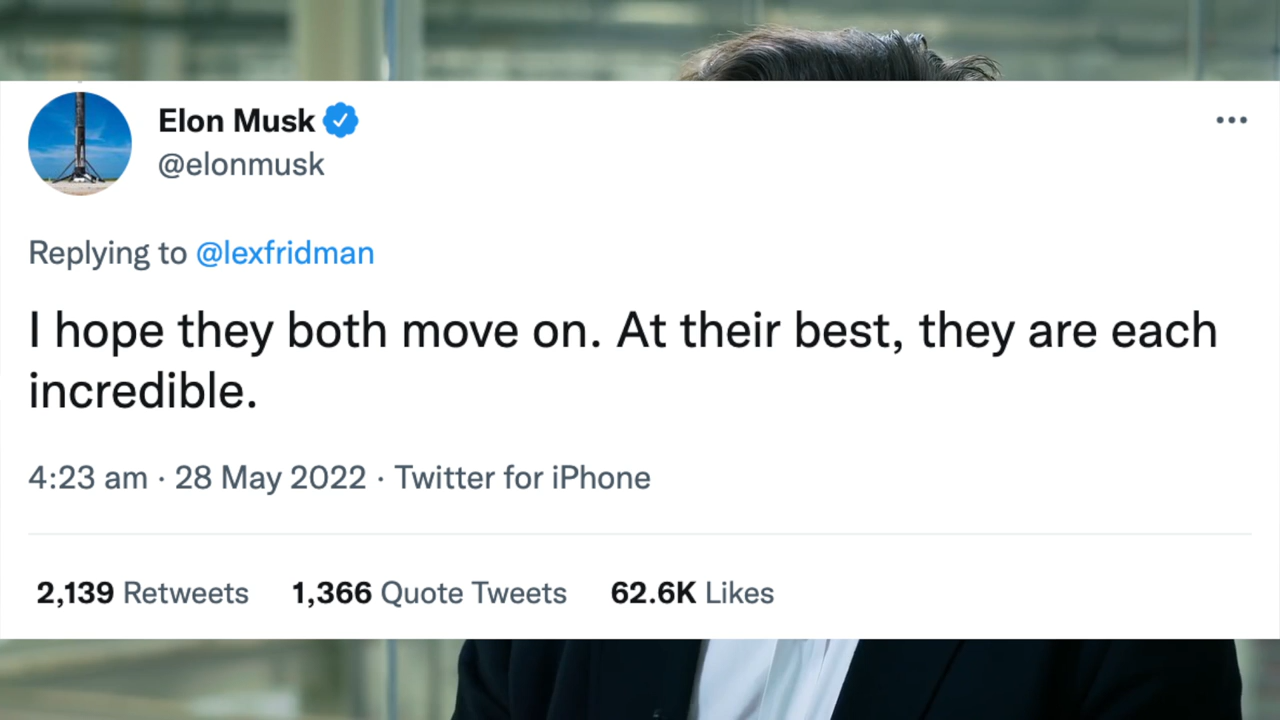 Elon Musk
@elonmusk
Replying to @lexfridman
I hope they both move on. At their best, they are each
incredible.
4:23 am · 28 May 2022 · Twitter for iPhone
2,139 Retweets 1,366 Quote Tweets 62.6K Likes